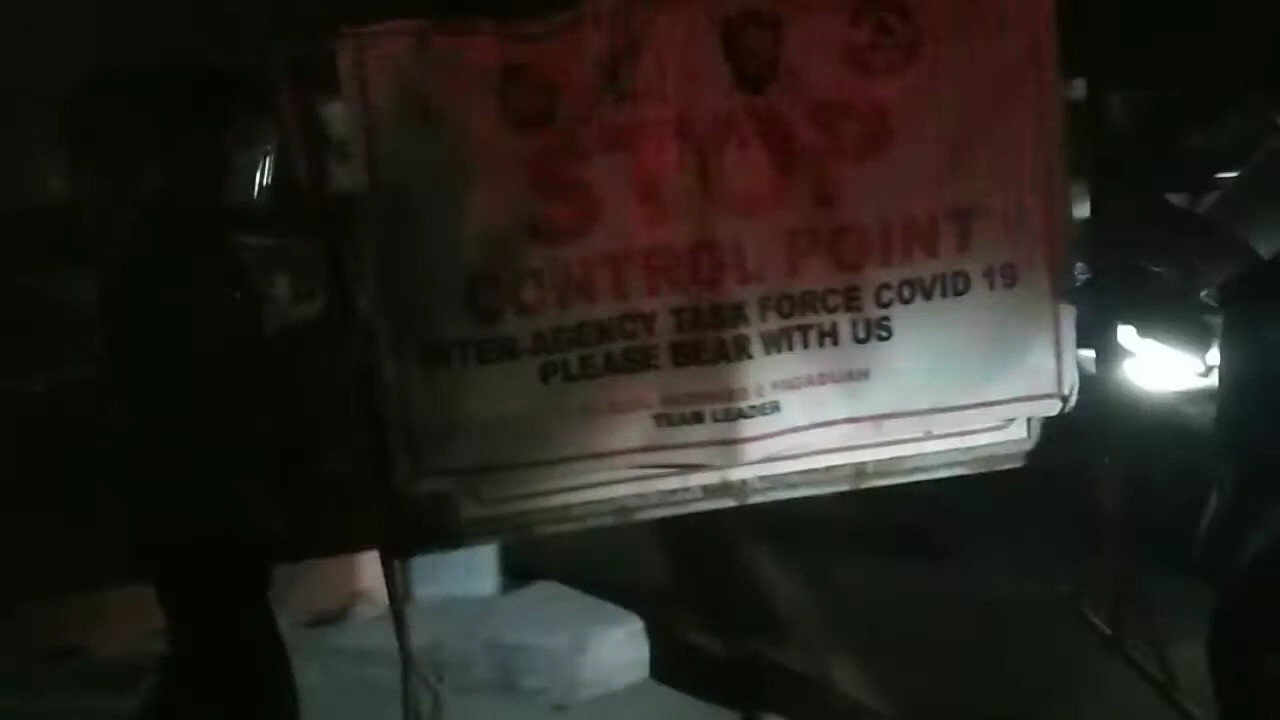 STOP
CONTROL POINT
INTER-AGENCY TASK FORCE COVID 19
PLEASE BEAR WITH US
TEAM LEADER